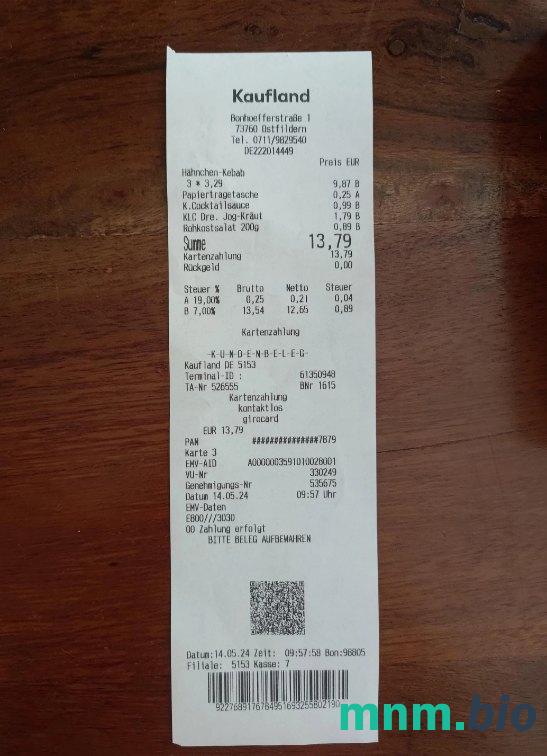 Kaufland
Bonhoefferstraße 1
73760 Ostfildern
Tel. 0711/9829540
DE222014449
Preis EUR
Hähnchen-Kebab
3 * 3,29 9,87 B
Papiertragetasche 0,25 A
K.Cocktailsauce 0,99 B
KLC Dre. Jog-Kräut 1,79 B
Rohkostsalat 200g 0,89 B
Summe 13,79
Kartenzahlung 13,79
Rückgeld 0,00
Steuer % Brutto Netto Steuer
A 19,00% 0,25 0,21 0,04
B 7,00% 13,54 12,65 0,89
Kartenzahlung
-K-U-N-D-E-N-B-E-L-E-G-
Kaufland DE 5153
Terminal-ID : 61350948
TA-Nr 526555 BNr 1615
Kartenzahlung
kontaktlos
girocard
EUR 13,79
PAN ###############7879
Karte 3
EMV-AID A0000003591010028001
VU-Nr 330249
Genehmigungs-Nr 535675
Datum 14.05.24 09:57 Uhr
EMV-Daten
E800///3030
00 Zahlung erfolgt
BITTE BELEG AUFBEWAHREN
Datum:14.05.24 Zeit: 09:57:58 Bon:98805
Filiale: 5153 Kasse: 7
mnm.bio